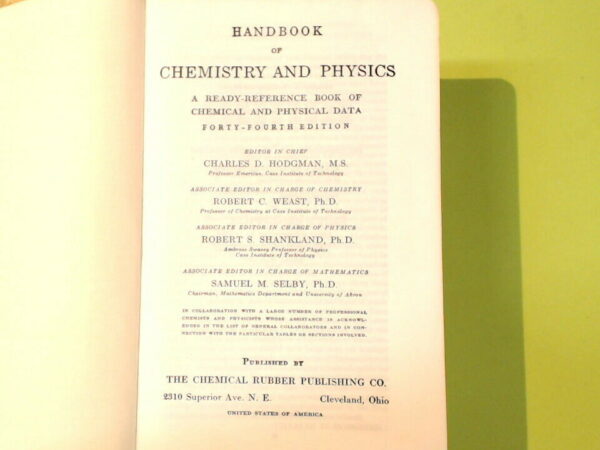 HANDBOOK
OF
CHEMISTRY AND PHYSICS
A READY-REFERENCE BOOK OF
CHEMICAL AND PHYSICAL DATA
FORTY-FOURTH EDITION
EDITOR IN CHIEF
CHARLES D. HODGMAN, M.S.
Professor Emeritus, Case Institute of Technology
ASSOCIATE EDITOR IN CHARGE OF CHEMISTRY
ROBERT C. WEAST, Ph.D.
Professor of Chemistry at Case Institute of Technology
ASSOCIATE EDITOR IN CHARGE OF PHYSICS
ROBERT S. SHANKLAND, Ph.D.
Ambrose Swasey Professor of Physics
Case Institute of Technology
ASSOCIATE EDITOR IN CHARGE OF MATHEMATICS
SAMUEL M. SELBY, Ph.D.
Chairman, Mathematics Department and University of Akron
IN COLLABORATION WITH A LARGE NUMBER OF PROFESSIONAL
CHEMISTS AND PHYSICISTS WHOSE ASSISTANCE IS ACKNOWL-
EDGED IN THE LIST OF GENERAL COLLABORATORS AND IN CON-
NECTION WITH THE PARTICULAR TABLES OR SECTIONS INVOLVED.
PUBLISHED BY
THE CHEMICAL RUBBER PUBLISHING CO.
2310 Superior Ave. N. E. Cleveland, Ohio
UNITED STATES OF AMERICA